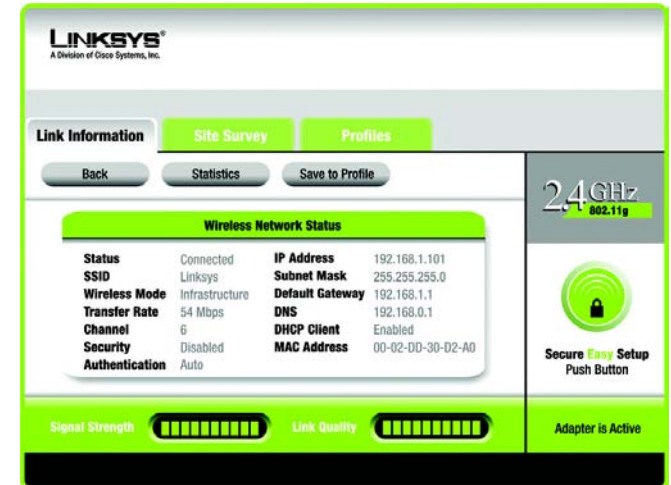 LINKSYS®
A Division of Cisco Systems, Inc.
Link Information Site Survey Profiles
Back Statistics Save to Profile
2.4 GHz
802.11g
Wireless Network Status
Status Connected IP Address 192.168.1.101
SSID Linksys Subnet Mask 255.255.255.0
Wireless Mode Infrastructure Default Gateway 192.168.1.1
Transfer Rate 54 Mbps DNS 192.168.0.1
Channel 6 DHCP Client Enabled
Security Disabled MAC Address 00-02-DD-30-D2-A0
Authentication Auto
Secure Easy Setup
Push Button
Signal Strength Link Quality Adapter is Active